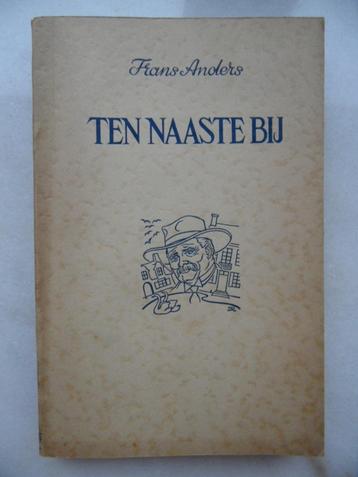 Frans Anders
TEN NAASTE BIJ